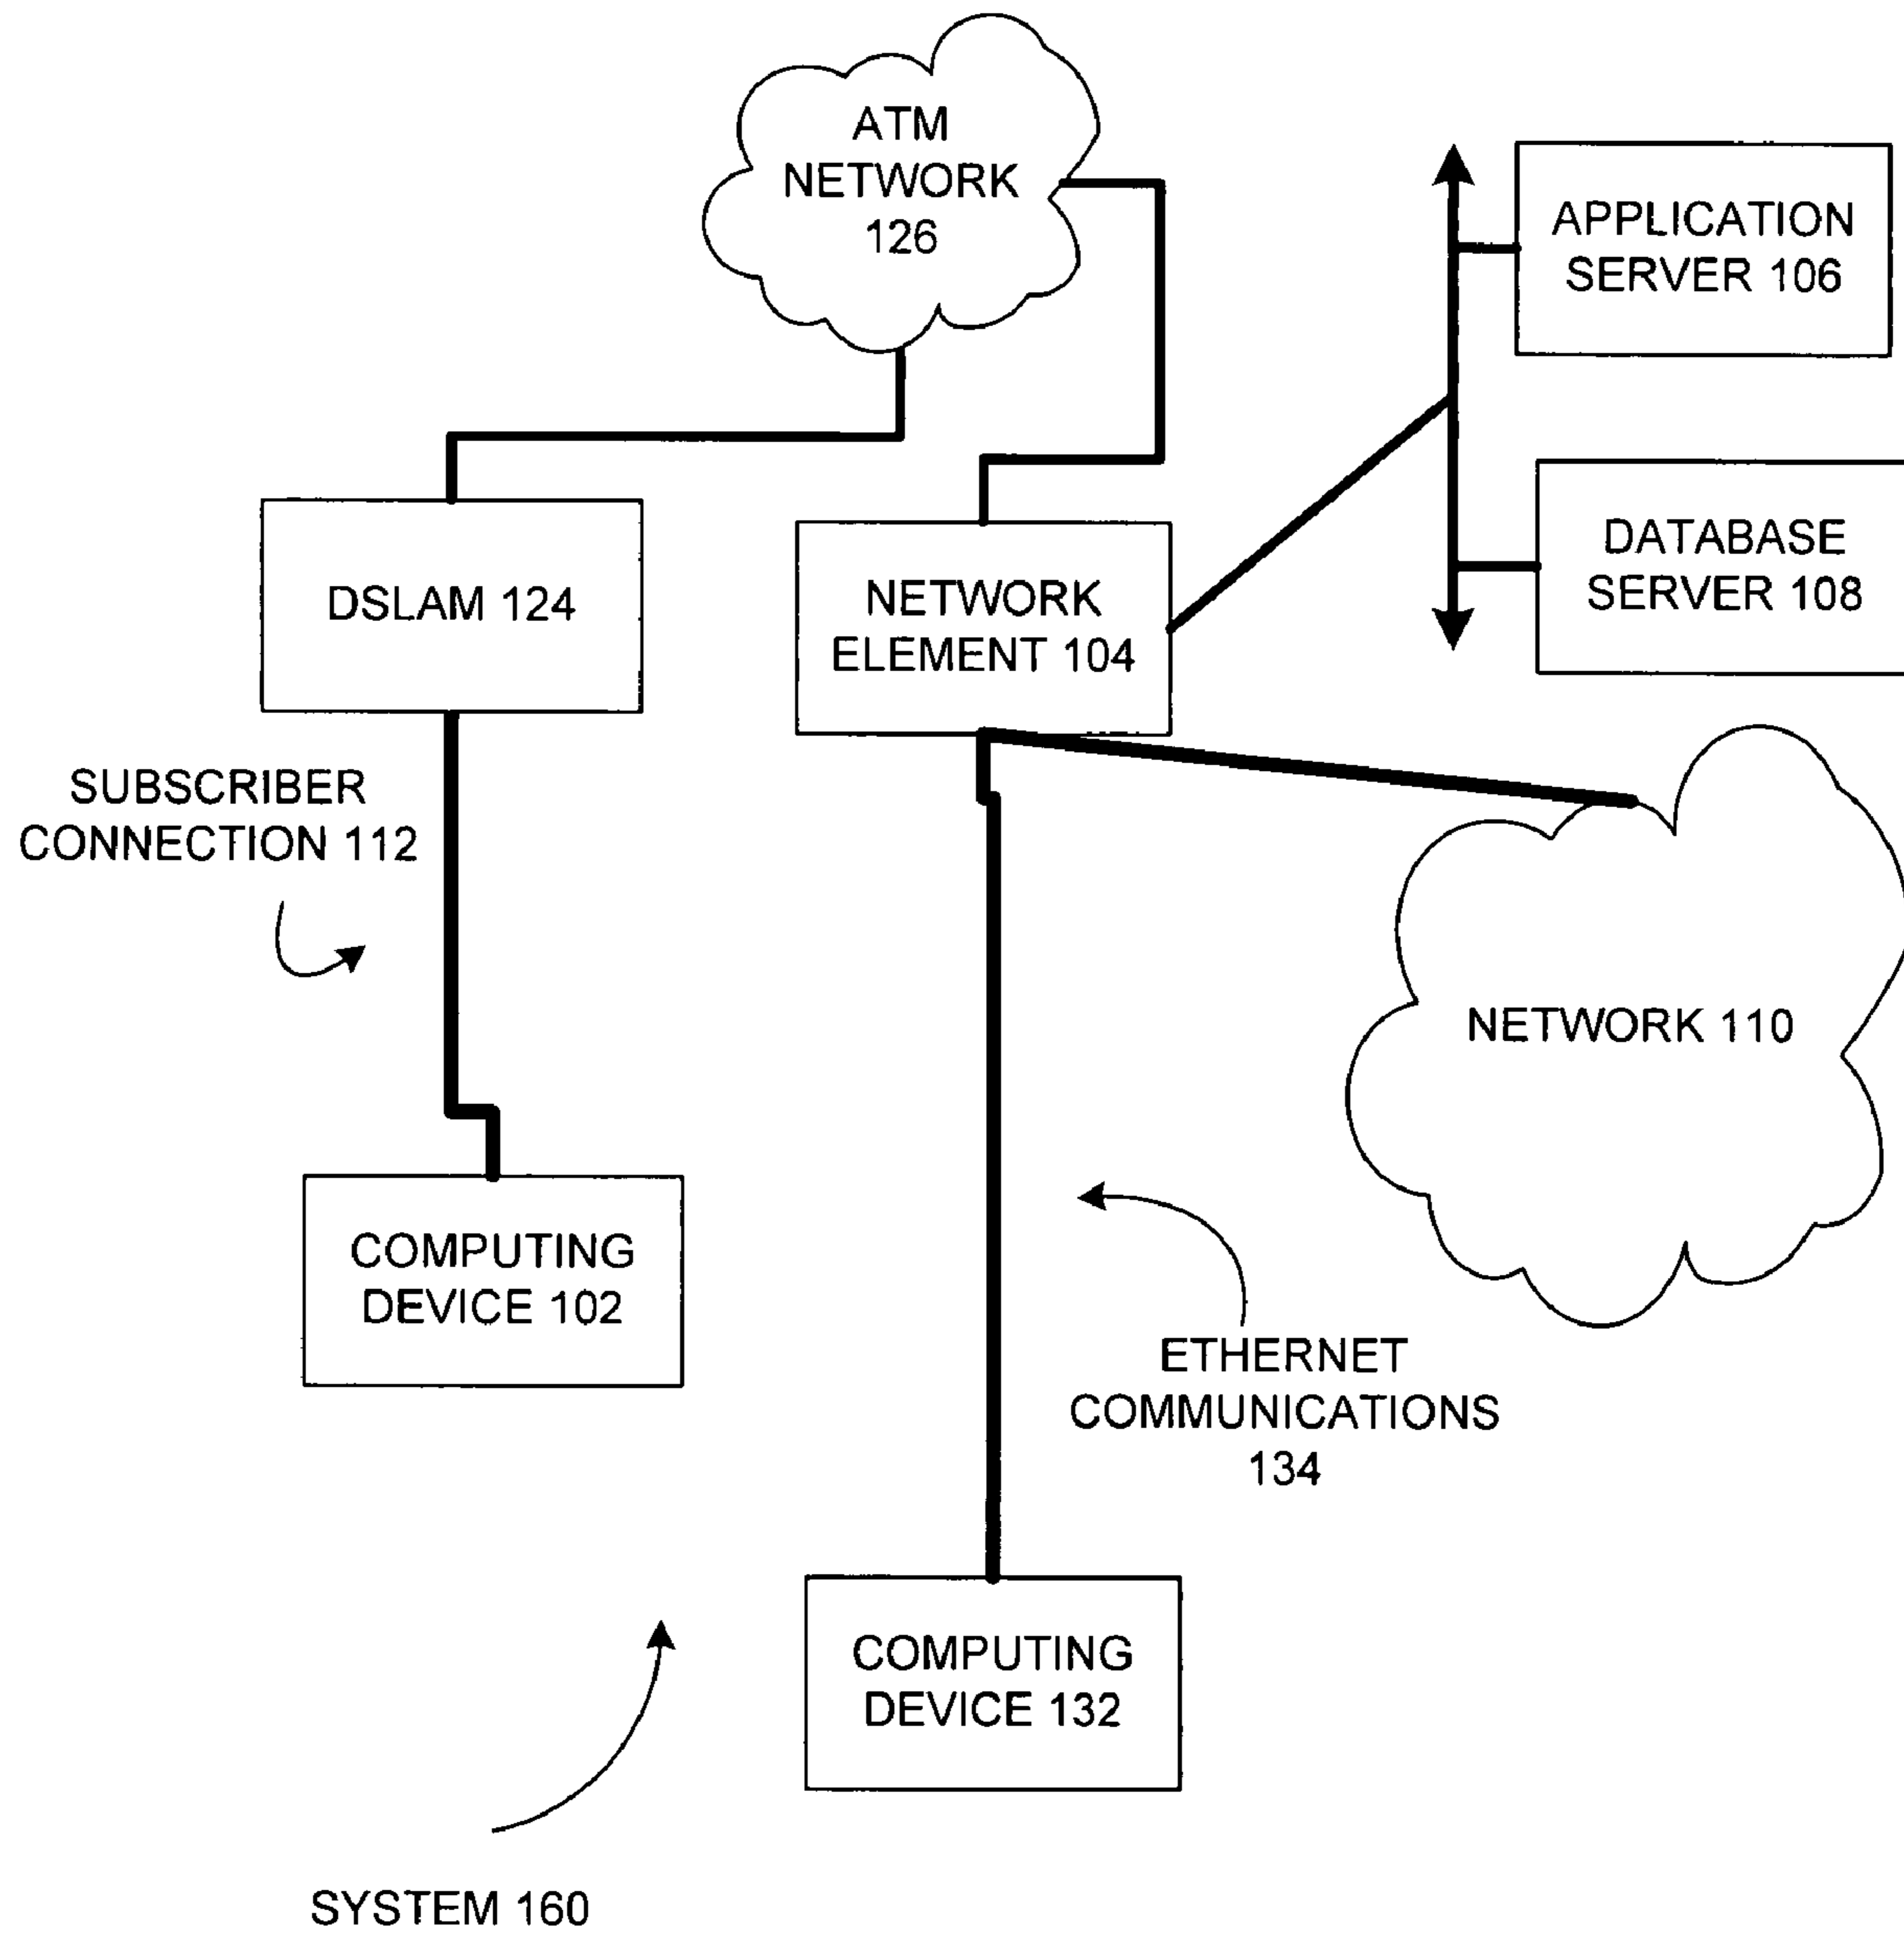 ATM
NETWORK
126
APPLICATION
SERVER 106
DATABASE
SERVER 108
DSLAM 124
NETWORK
ELEMENT 104
SUBSCRIBER
CONNECTION 112
NETWORK 110
COMPUTING
DEVICE 102
ETHERNET
COMMUNICATIONS
134
COMPUTING
DEVICE 132
SYSTEM 160